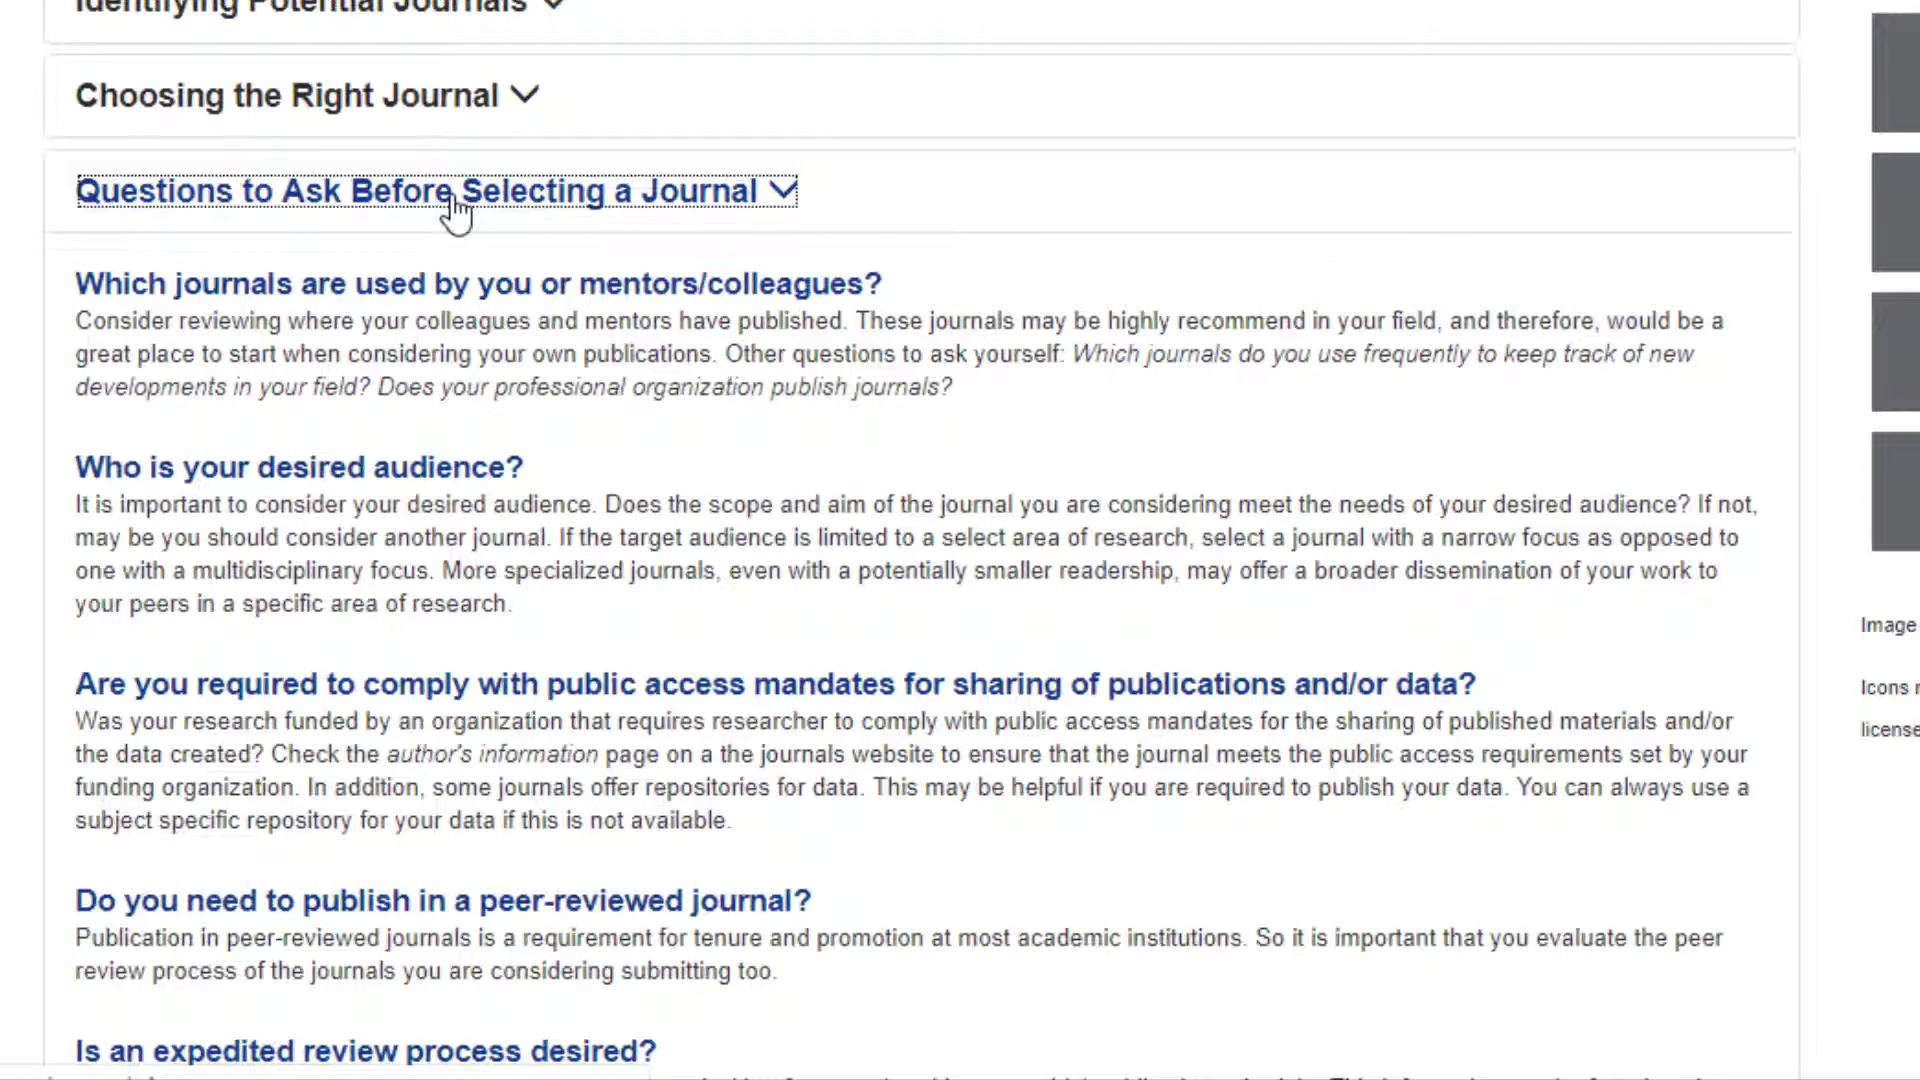 Identifying Potential Journals
Choosing the Right Journal
Questions to Ask Before Selecting a Journal
Which journals are used by you or mentors/colleagues?
Consider reviewing where your colleagues and mentors have published. These journals may be highly recommend in your field, and therefore, would be a
great place to start when considering your own publications. Other questions to ask yourself: Which journals do you use frequently to keep track of new
developments in your field? Does your professional organization publish journals?
Who is your desired audience?
It is important to consider your desired audience. Does the scope and aim of the journal you are considering meet the needs of your desired audience? If not,
may be you should consider another journal. If the target audience is limited to a select area of research, select a journal with a narrow focus as opposed to
one with a multidisciplinary focus. More specialized journals, even with a potentially smaller readership, may offer a broader dissemination of your work to
your peers in a specific area of research.
Are you required to comply with public access mandates for sharing of publications and/or data?
Was your research funded by an organization that requires researcher to comply with public access mandates for the sharing of published materials and/or
the data created? Check the author's information page on a the journals website to ensure that the journal meets the public access requirements set by your
funding organization. In addition, some journals offer repositories for data. This may be helpful if you are required to publish your data. You can always use a
subject specific repository for your data if this is not available.
Do you need to publish in a peer-reviewed journal?
Publication in peer-reviewed journals is a requirement for tenure and promotion at most academic institutions. So it is important that you evaluate the peer
review process of the journals you are considering submitting too.
Is an expedited review process desired?
Image
Icons
license